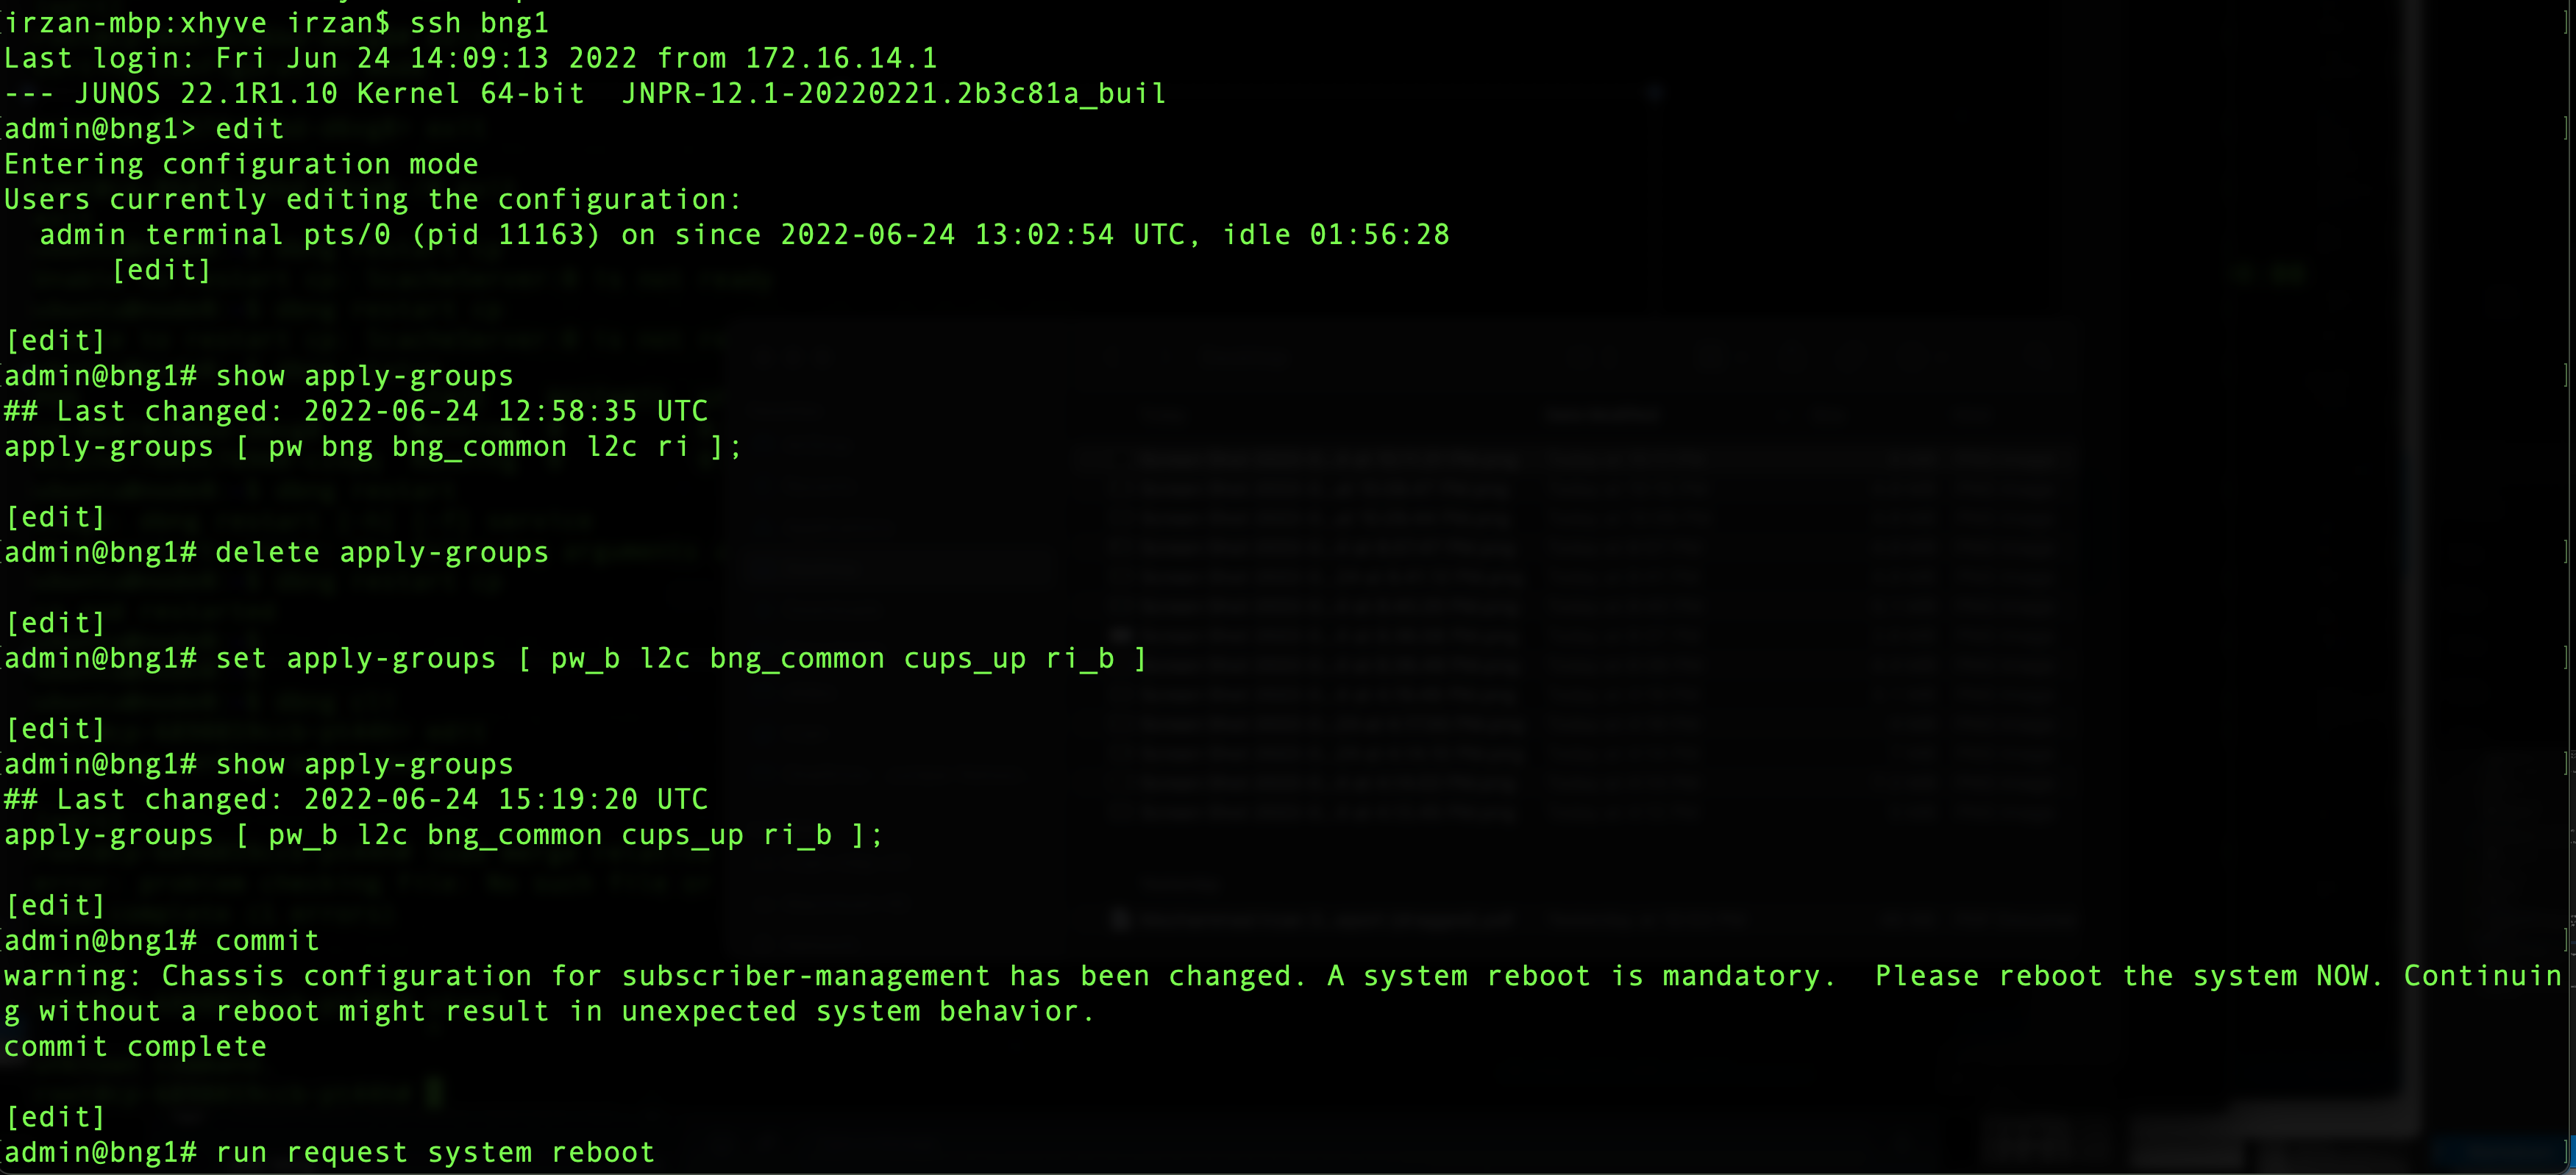 irzan-mbp:xhyve irzan$ ssh bng1
Last login: Fri Jun 24 14:09:13 2022 from 172.16.14.1
--- JUNOS 22.1R1.10 Kernel 64-bit  JNPR-12.1-20220221.2b3c81a_buil
admin@bng1> edit
Entering configuration mode
Users currently editing the configuration:
  admin terminal pts/0 (pid 11163) on since 2022-06-24 13:02:54 UTC, idle 01:56:28
      [edit]

[edit]
admin@bng1# show apply-groups
## Last changed: 2022-06-24 12:58:35 UTC
apply-groups [ pw bng bng_common l2c ri ];

[edit]
admin@bng1# delete apply-groups

[edit]
admin@bng1# set apply-groups [ pw_b l2c bng_common cups_up ri_b ]

[edit]
admin@bng1# show apply-groups
## Last changed: 2022-06-24 15:19:20 UTC
apply-groups [ pw_b l2c bng_common cups_up ri_b ];

[edit]
admin@bng1# commit
warning: Chassis configuration for subscriber-management has been changed. A system reboot is mandatory.  Please reboot the system NOW. Continuin
g without a reboot might result in unexpected system behavior.
commit complete

[edit]
admin@bng1# run request system reboot